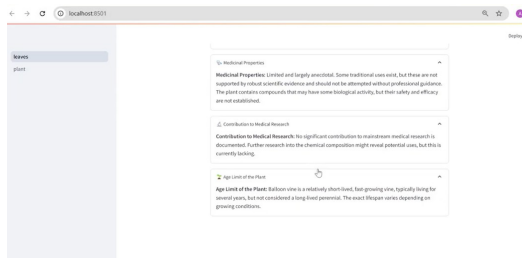 localhost:8501
Deploy
leaves
plant
Medicinal Properties
Medicinal Properties: Limited and largely anecdotal. Some traditional uses exist, but these are not
supported by robust scientific evidence and should not be attempted without professional guidance.
The plant contains compounds that may have some biological activity, but their safety and efficacy
are not established.
Contribution to Medical Research
Contribution to Medical Research: No significant contribution to mainstream medical research is
documented. Further research into the chemical composition might reveal potential uses, but this is
currently lacking.
Age Limit of the Plant
Age Limit of the Plant: Balloon vine is a relatively short-lived, fast-growing vine, typically living for
several years, but not considered a long-lived perennial. The exact lifespan varies depending on
growing conditions.